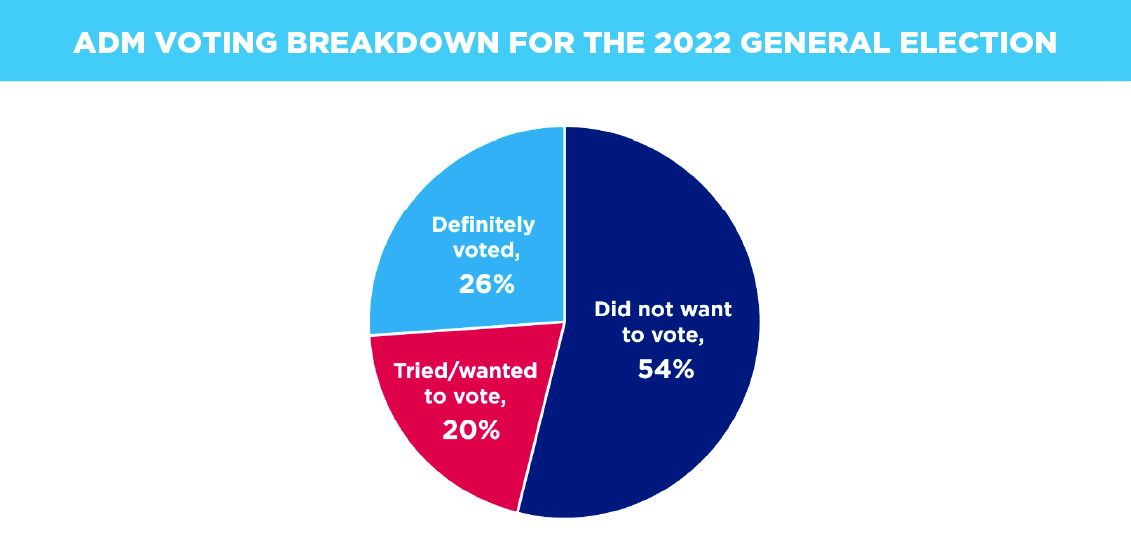 ADM VOTING BREAKDOWN FOR THE 2022 GENERAL ELECTION
Definitely
voted,
26%
Did not want
to vote,
54%
Tried/wanted
to vote,
20%